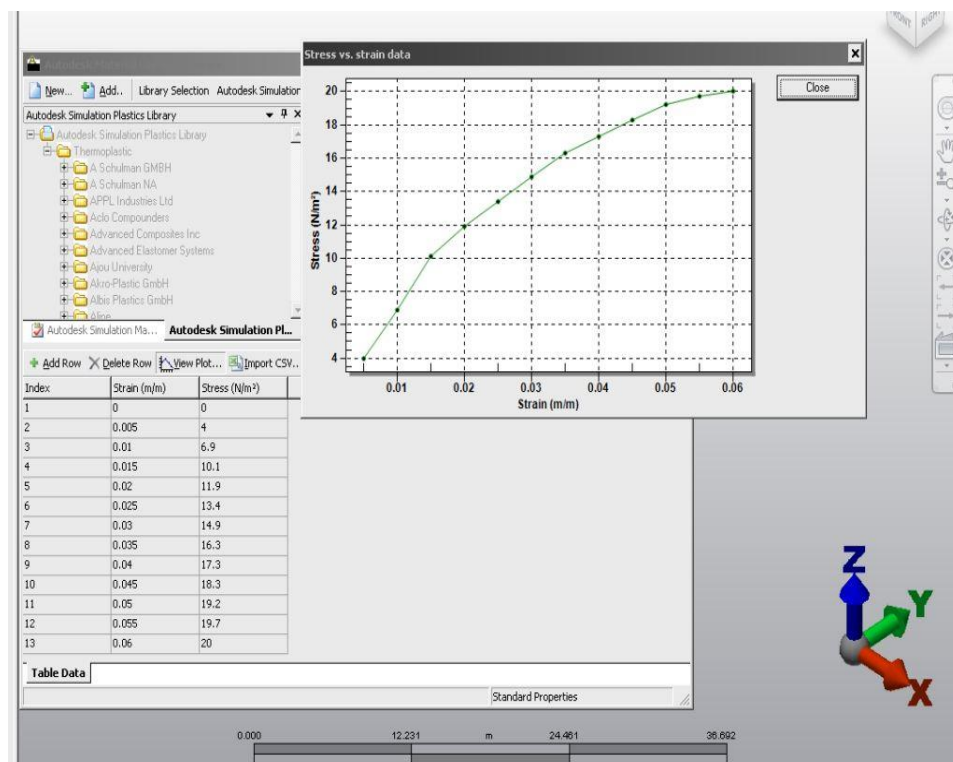 FRONT RIGHT
Stress vs. strain data
Close
New... Add.. Library Selection Autodesk Simulation
Autodesk Simulation Plastics Library
Autodesk Simulation Plastics Library
Thermoplastic
A Schulman GMBH
A Schulman NA
APPL Industries Ltd
Aclo Compounders
Advanced Composites Inc
Advanced Elastomer Systems
Ajou University
Akro-Plastic GmbH
Albis Plastics GmbH
Aline
Autodesk Simulation Ma... Autodesk Simulation Pl...
20
18
16
14
12
10
8
6
4
Stress (N/m²)
0.01 0.02 0.03 0.04 0.05 0.06
Strain (m/m)
Add Row Delete Row View Plot... Import CSV..
Index Strain (m/m) Stress (N/m²)
1 0 0
2 0.005 4
3 0.01 6.9
4 0.015 10.1
5 0.02 11.9
6 0.025 13.4
7 0.03 14.9
8 0.035 16.3
9 0.04 17.3
10 0.045 18.3
11 0.05 19.2
12 0.055 19.7
13 0.06 20
Table Data
Standard Properties
Z
Y
X
0.000 12.231 m 24.461 36.692